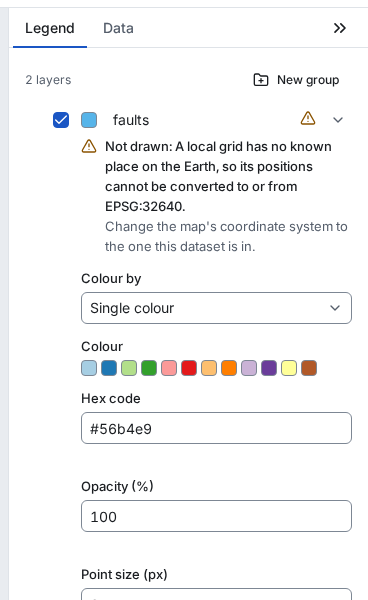 Legend
Data
2 layers
New group
faults
Not drawn: A local grid has no known
place on the Earth, so its positions
cannot be converted to or from
EPSG:32640.
Change the map's coordinate system to
the one this dataset is in.
Colour by
Single colour
Colour
Hex code
#56b4e9
Opacity (%)
100
Point size (px)